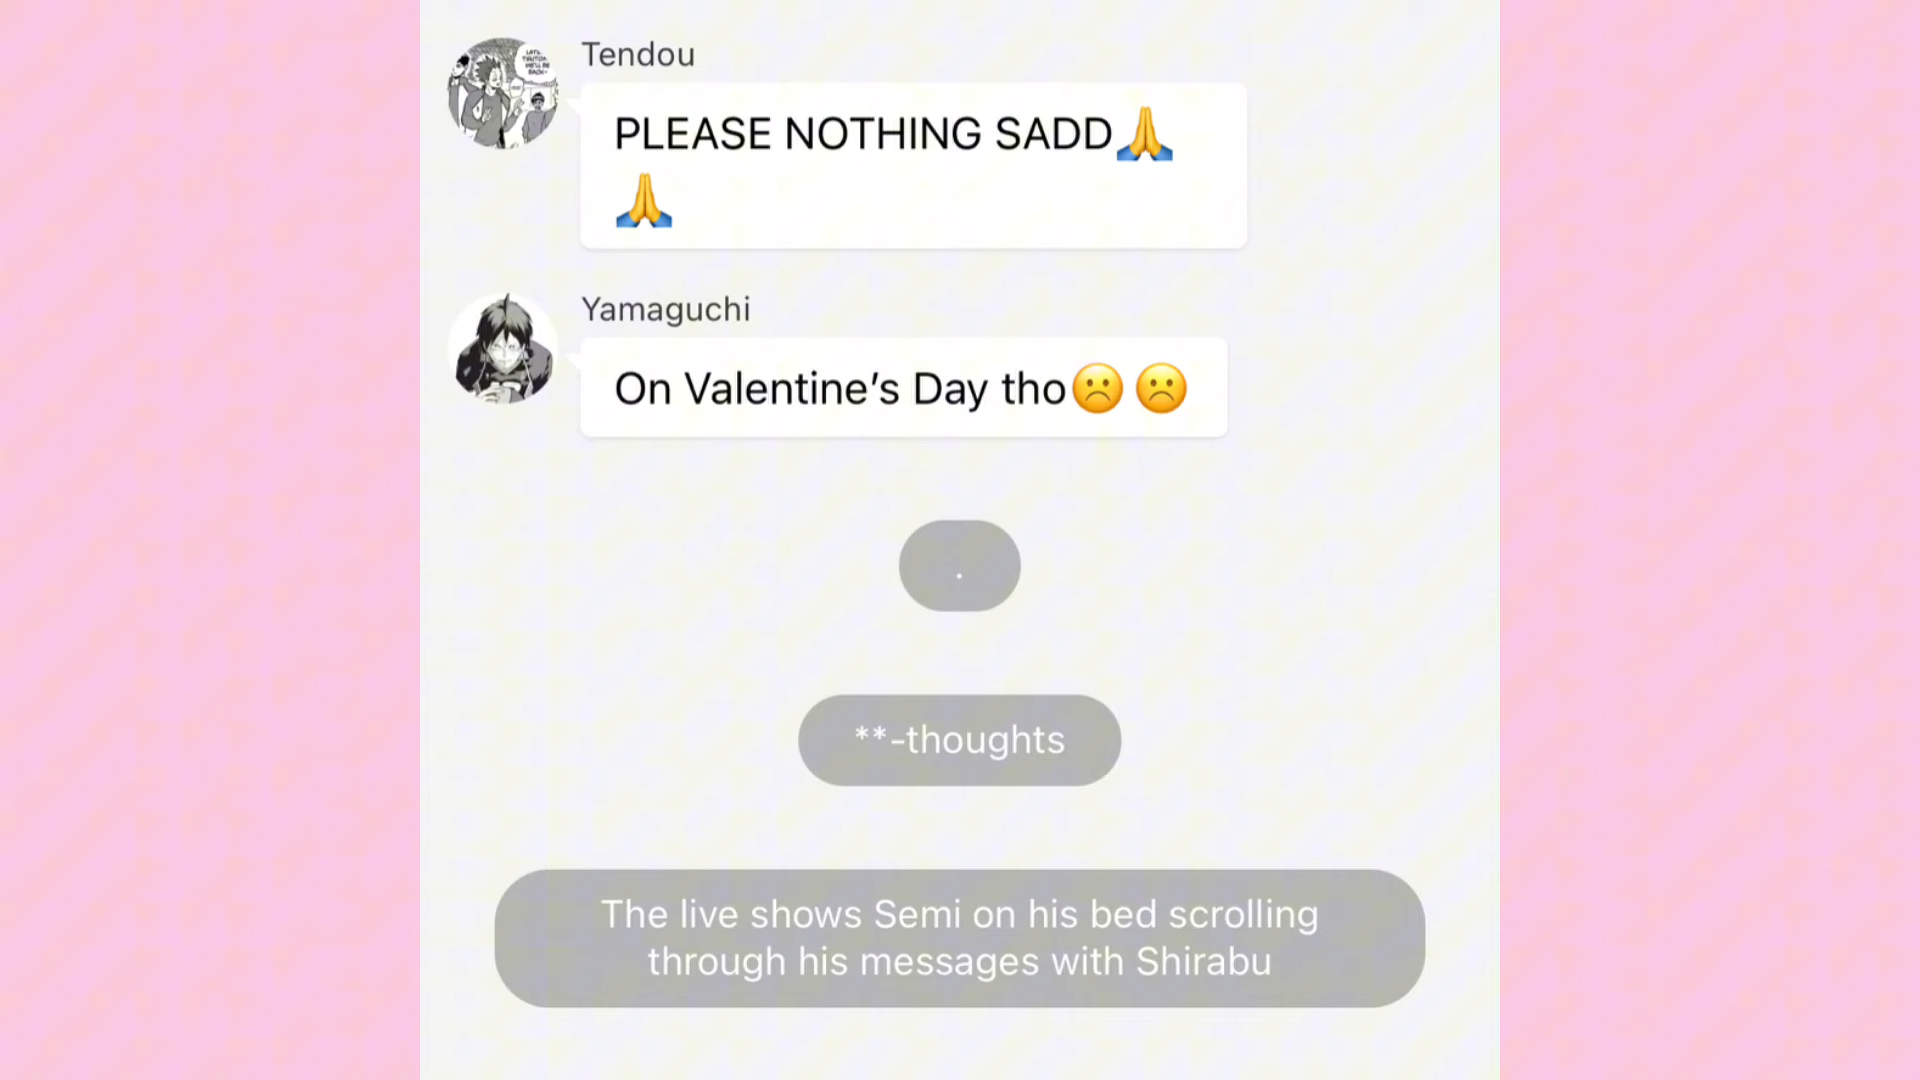 Tendou
PLEASE NOTHING SADD🙏
🙏
Yamaguchi
On Valentine's Day tho☹️☹️
.
**-thoughts
The live shows Semi on his bed scrolling
through his messages with Shirabu